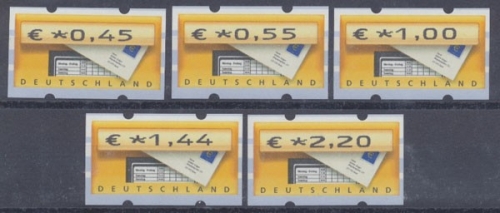 € *0,45
DEUTSCHLAND
€ *0,55
DEUTSCHLAND
€ *1,00
DEUTSCHLAND
€ *1,44
DEUTSCHLAND
€ *2,20
DEUTSCHLAND